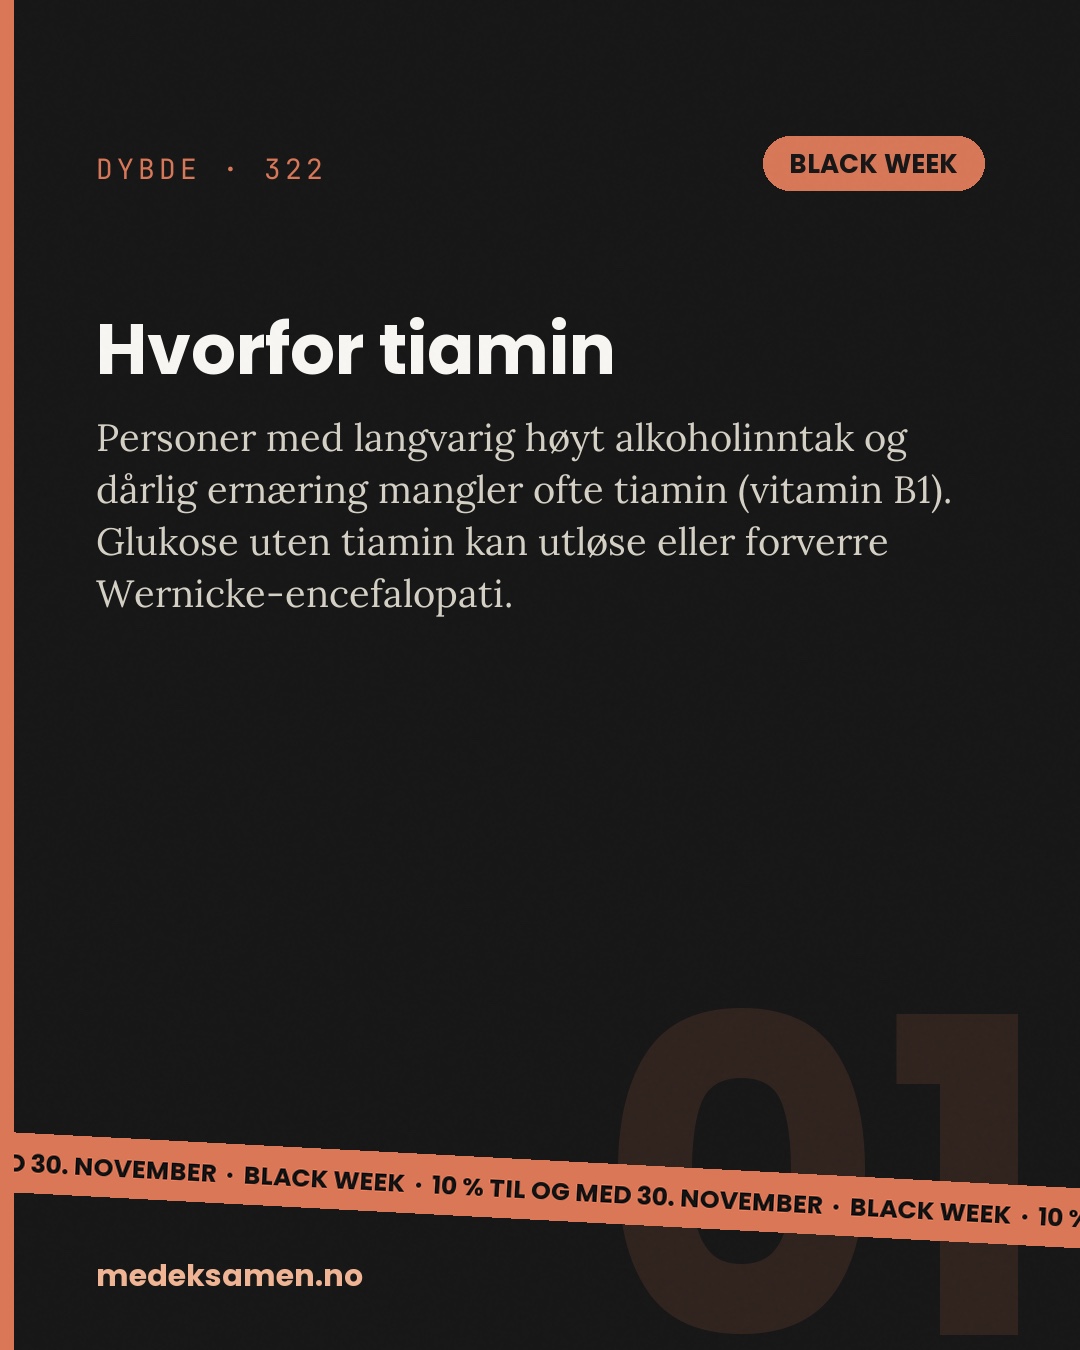 DYBDE · 322
BLACK WEEK
Hvorfor tiamin
Personer med langvarig høyt alkoholinntak og
dårlig ernæring mangler ofte tiamin (vitamin B1).
Glukose uten tiamin kan utløse eller forverre
Wernicke-encefalopati.
01
30. NOVEMBER · BLACK WEEK · 10 % TIL OG MED 30. NOVEMBER · BLACK WEEK · 10 %
medeksamen.no